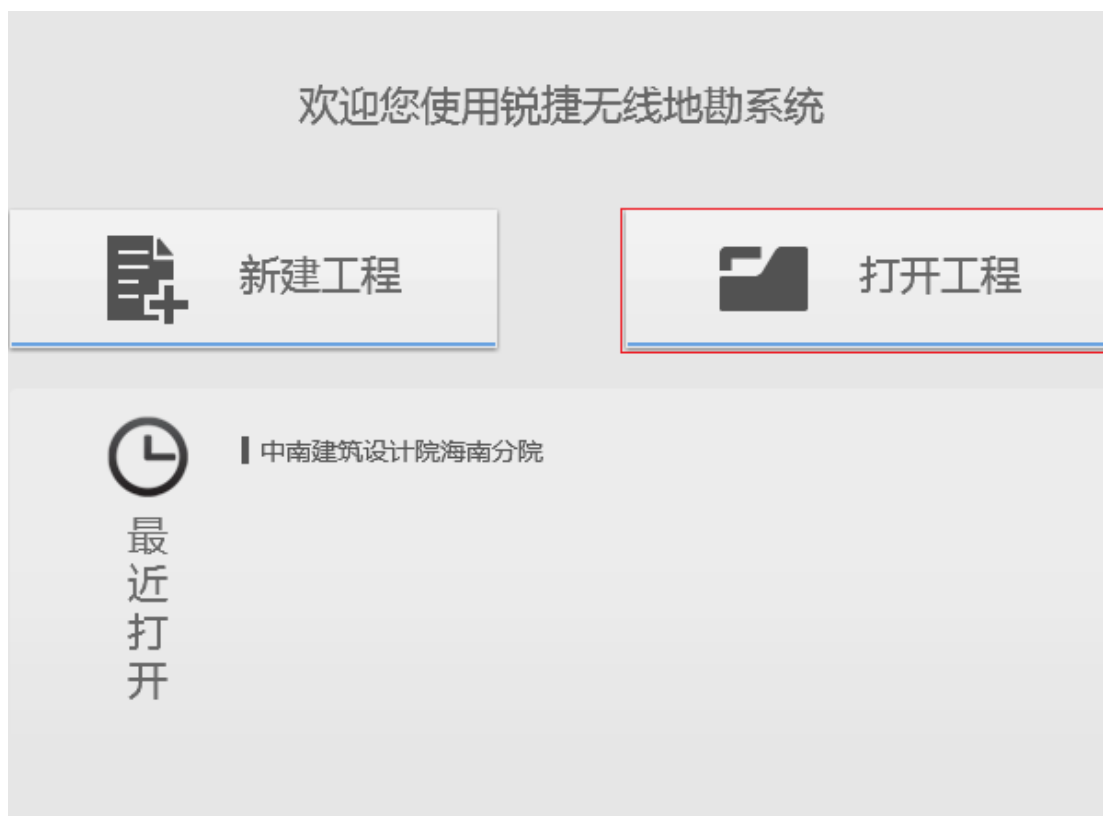 欢迎您使用锐捷无线地勘系统
新建工程
打开工程
最近打开
中南建筑设计院海南分院